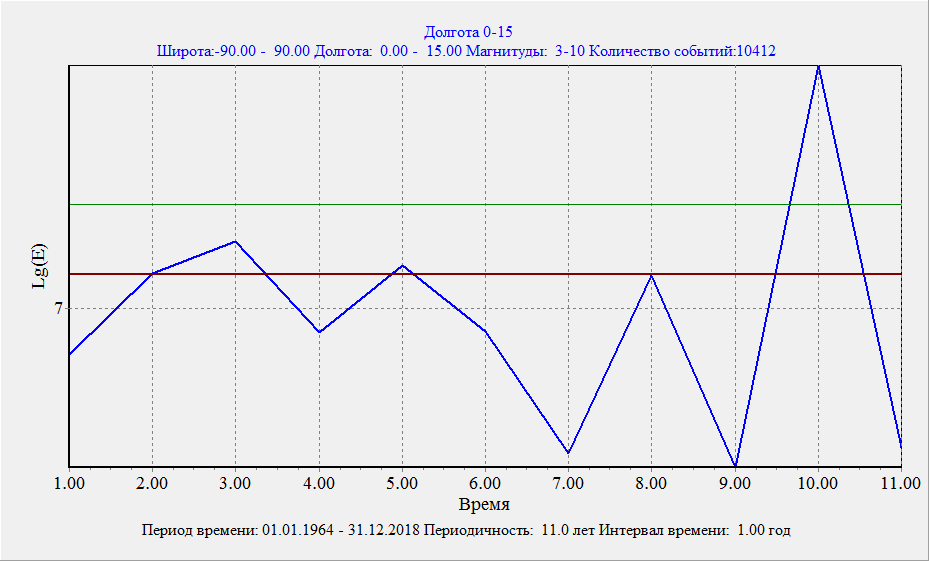 Долгота 0-15
Широта:-90.00 - 90.00 Долгота: 0.00 - 15.00 Магнитуды: 3-10 Количество событий:10412
Lg(E)
7
1.00 2.00 3.00 4.00 5.00 6.00 7.00 8.00 9.00 10.00 11.00
Время
Период времени: 01.01.1964 - 31.12.2018 Периодичность: 11.0 лет Интервал времени: 1.00 год